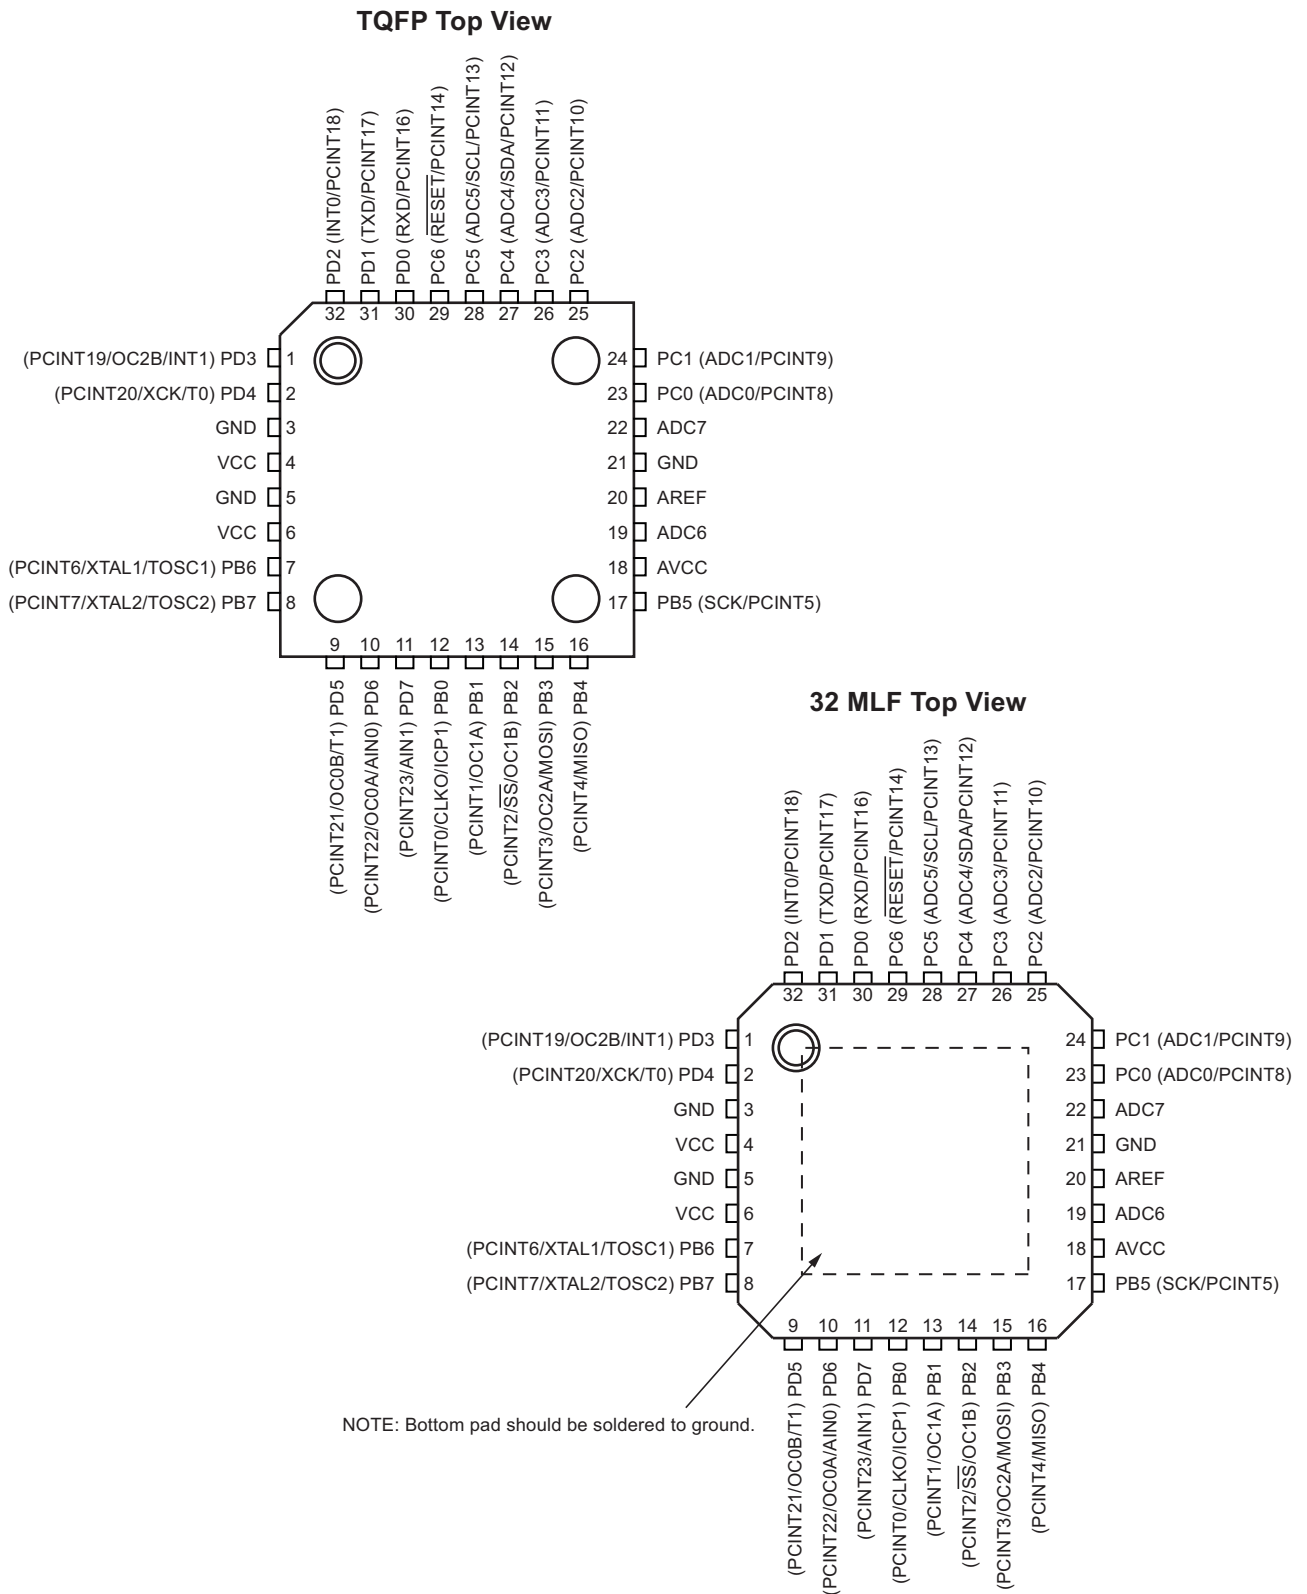 TQFP Top View
PD2 (INT0/PCINT18)
PD1 (TXD/PCINT17)
PD0 (RXD/PCINT16)
PC6 (RESET/PCINT14)
PC5 (ADC5/SCL/PCINT13)
PC4 (ADC4/SDA/PCINT12)
PC3 (ADC3/PCINT11)
PC2 (ADC2/PCINT10)
32 31 30 29 28 27 26 25
(PCINT19/OC2B/INT1) PD3 1
(PCINT20/XCK/T0) PD4 2
GND 3
VCC 4
GND 5
VCC 6
(PCINT6/XTAL1/TOSC1) PB6 7
(PCINT7/XTAL2/TOSC2) PB7 8
24 PC1 (ADC1/PCINT9)
23 PC0 (ADC0/PCINT8)
22 ADC7
21 GND
20 AREF
19 ADC6
18 AVCC
17 PB5 (SCK/PCINT5)
9 10 11 12 13 14 15 16
(PCINT21/OC0B/T1) PD5
(PCINT22/OC0A/AIN0) PD6
(PCINT23/AIN1) PD7
(PCINT0/CLKO/ICP1) PB0
(PCINT1/OC1A) PB1
(PCINT2/SS/OC1B) PB2
(PCINT3/OC2A/MOSI) PB3
(PCINT4/MISO) PB4
32 MLF Top View
PD2 (INT0/PCINT18)
PD1 (TXD/PCINT17)
PD0 (RXD/PCINT16)
PC6 (RESET/PCINT14)
PC5 (ADC5/SCL/PCINT13)
PC4 (ADC4/SDA/PCINT12)
PC3 (ADC3/PCINT11)
PC2 (ADC2/PCINT10)
32 31 30 29 28 27 26 25
(PCINT19/OC2B/INT1) PD3 1
(PCINT20/XCK/T0) PD4 2
GND 3
VCC 4
GND 5
VCC 6
(PCINT6/XTAL1/TOSC1) PB6 7
(PCINT7/XTAL2/TOSC2) PB7 8
24 PC1 (ADC1/PCINT9)
23 PC0 (ADC0/PCINT8)
22 ADC7
21 GND
20 AREF
19 ADC6
18 AVCC
17 PB5 (SCK/PCINT5)
9 10 11 12 13 14 15 16
(PCINT21/OC0B/T1) PD5
(PCINT22/OC0A/AIN0) PD6
(PCINT23/AIN1) PD7
(PCINT0/CLKO/ICP1) PB0
(PCINT1/OC1A) PB1
(PCINT2/SS/OC1B) PB2
(PCINT3/OC2A/MOSI) PB3
(PCINT4/MISO) PB4
NOTE: Bottom pad should be soldered to ground.